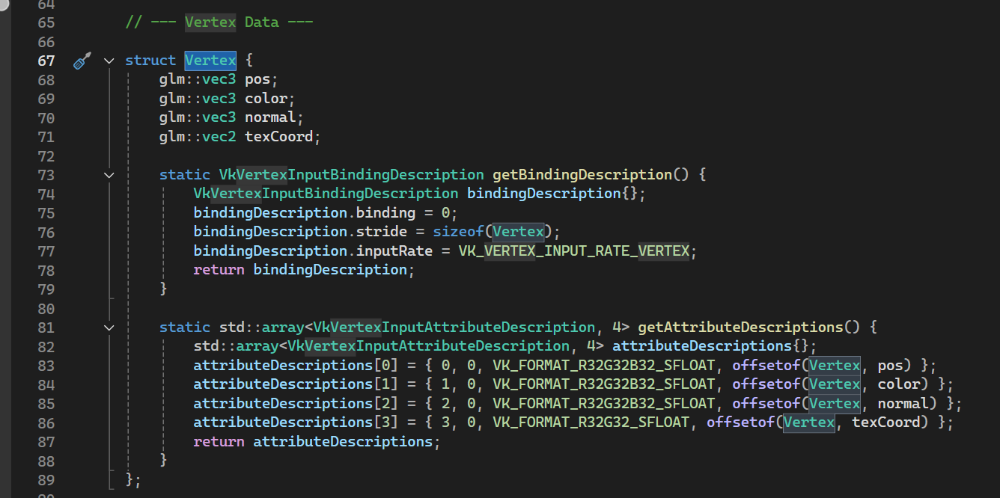 64
65 // --- Vertex Data ---
66
67 struct Vertex {
68 glm::vec3 pos;
69 glm::vec3 color;
70 glm::vec3 normal;
71 glm::vec2 texCoord;
72
73 static VkVertexInputBindingDescription getBindingDescription() {
74 VkVertexInputBindingDescription bindingDescription{};
75 bindingDescription.binding = 0;
76 bindingDescription.stride = sizeof(Vertex);
77 bindingDescription.inputRate = VK_VERTEX_INPUT_RATE_VERTEX;
78 return bindingDescription;
79 }
80
81 static std::array<VkVertexInputAttributeDescription, 4> getAttributeDescriptions() {
82 std::array<VkVertexInputAttributeDescription, 4> attributeDescriptions{};
83 attributeDescriptions[0] = { 0, 0, VK_FORMAT_R32G32B32_SFLOAT, offsetof(Vertex, pos) };
84 attributeDescriptions[1] = { 1, 0, VK_FORMAT_R32G32B32_SFLOAT, offsetof(Vertex, color) };
85 attributeDescriptions[2] = { 2, 0, VK_FORMAT_R32G32B32_SFLOAT, offsetof(Vertex, normal) };
86 attributeDescriptions[3] = { 3, 0, VK_FORMAT_R32G32_SFLOAT, offsetof(Vertex, texCoord) };
87 return attributeDescriptions;
88 }
89 };